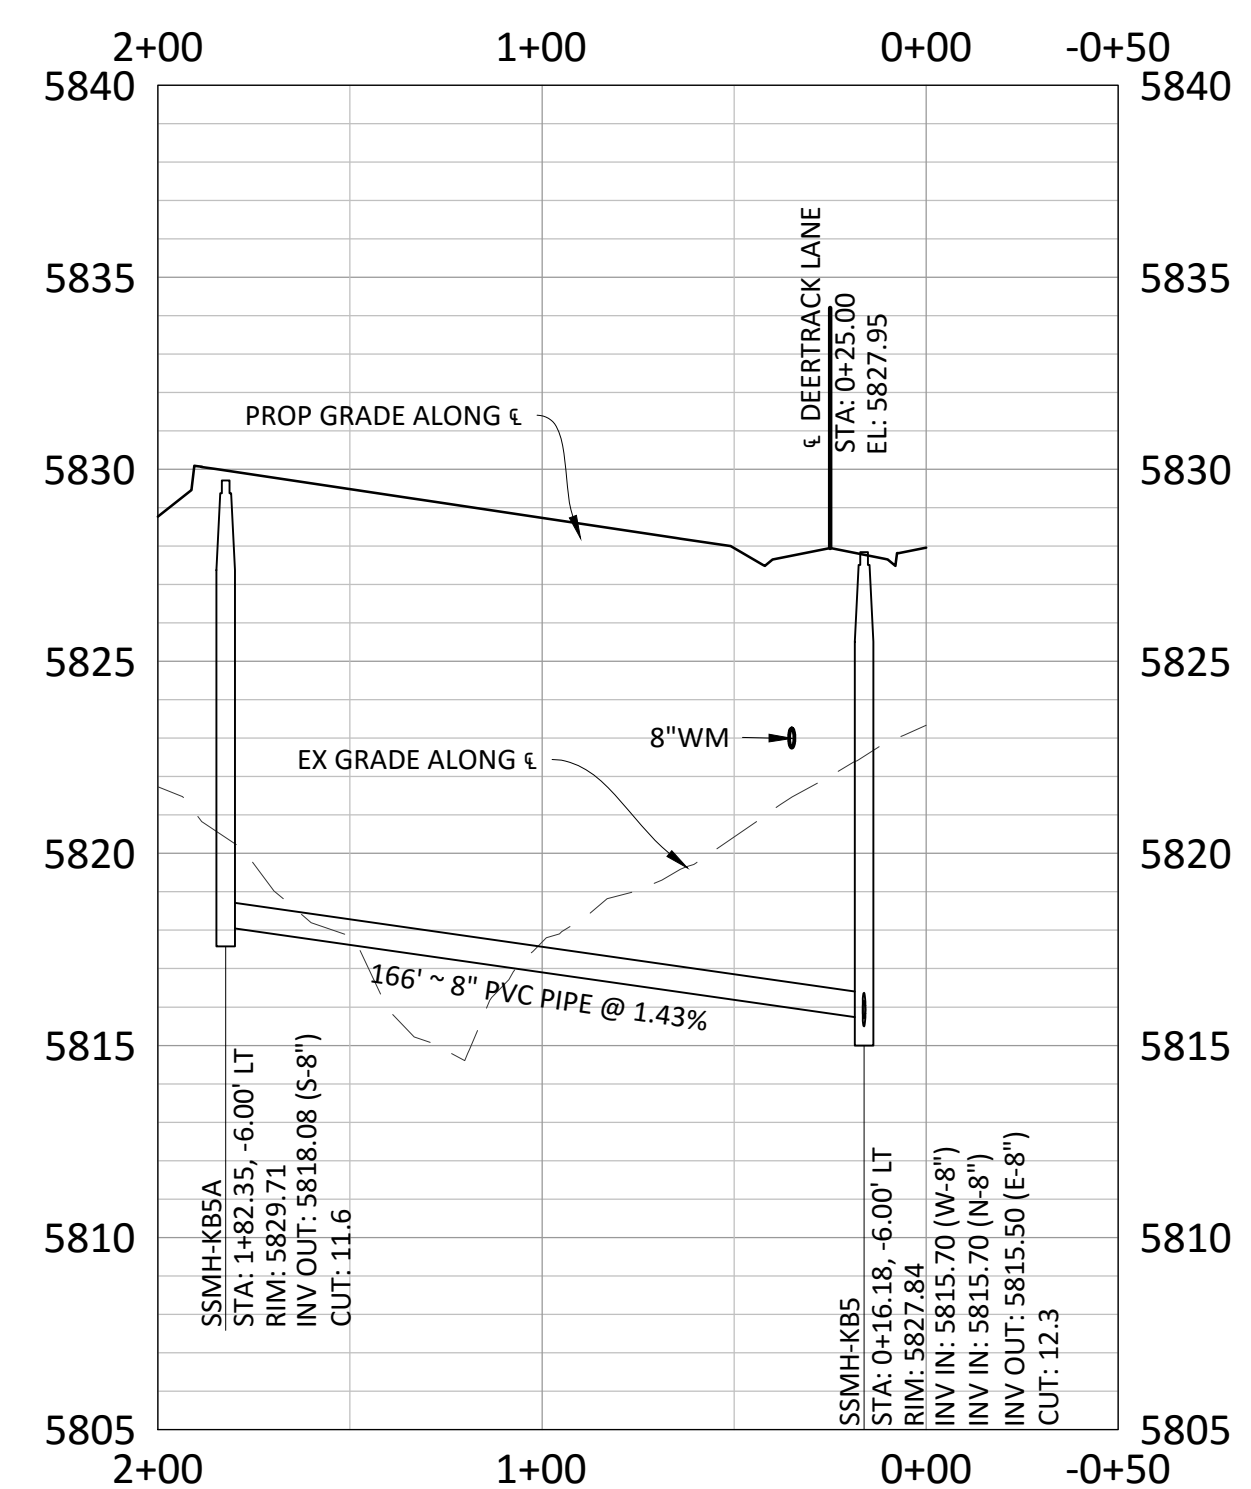 2+00 1+00 0+00 -0+50
5840 5840
5835 5835
5830 5830
5825 5825
5820 5820
5815 5815
5810 5810
5805 5805
℄ DEERTRACK LANE
STA: 0+25.00
EL: 5827.95
PROP GRADE ALONG ℄
8"WM
EX GRADE ALONG ℄
166' ~ 8" PVC PIPE @ 1.43%
SSMH-KB5A
STA: 1+82.35, -6.00' LT
RIM: 5829.71
INV OUT: 5818.08 (S-8")
CUT: 11.6
SSMH-KB5
STA: 0+16.18, -6.00' LT
RIM: 5827.84
INV IN: 5815.70 (W-8")
INV IN: 5815.70 (N-8")
INV OUT: 5815.50 (E-8")
CUT: 12.3
2+00 1+00 0+00 -0+50